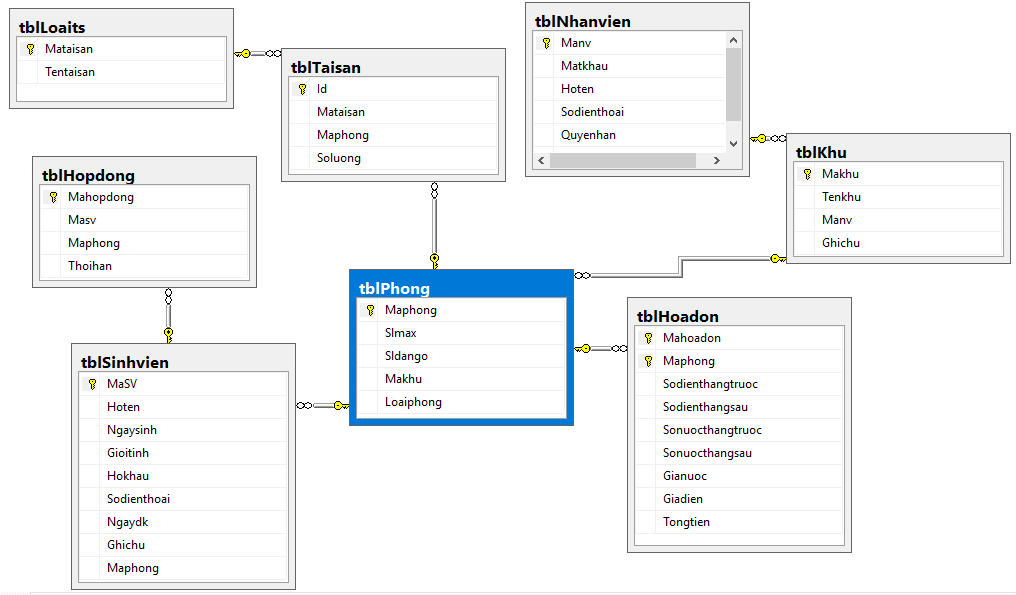 tblLoaits
Mataisan
Tentaisan
tblTaisan
Id
Mataisan
Maphong
Soluong
tblNhanvien
Manv
Matkhau
Hoten
Sodienthoai
Quyenhan
tblKhu
Makhu
Tenkhu
Manv
Ghichu
tblHopdong
Mahopdong
Masv
Maphong
Thoihan
tblPhong
Maphong
Slmax
Sldango
Makhu
Loaiphong
tblHoadon
Mahoadon
Maphong
Sodienthangtruoc
Sodienthangsau
Sonuocthangtruoc
Sonuocthangsau
Gianuoc
Giadien
Tongtien
tblSinhvien
MaSV
Hoten
Ngaysinh
Gioitinh
Hokhau
Sodienthoai
Ngaydk
Ghichu
Maphong